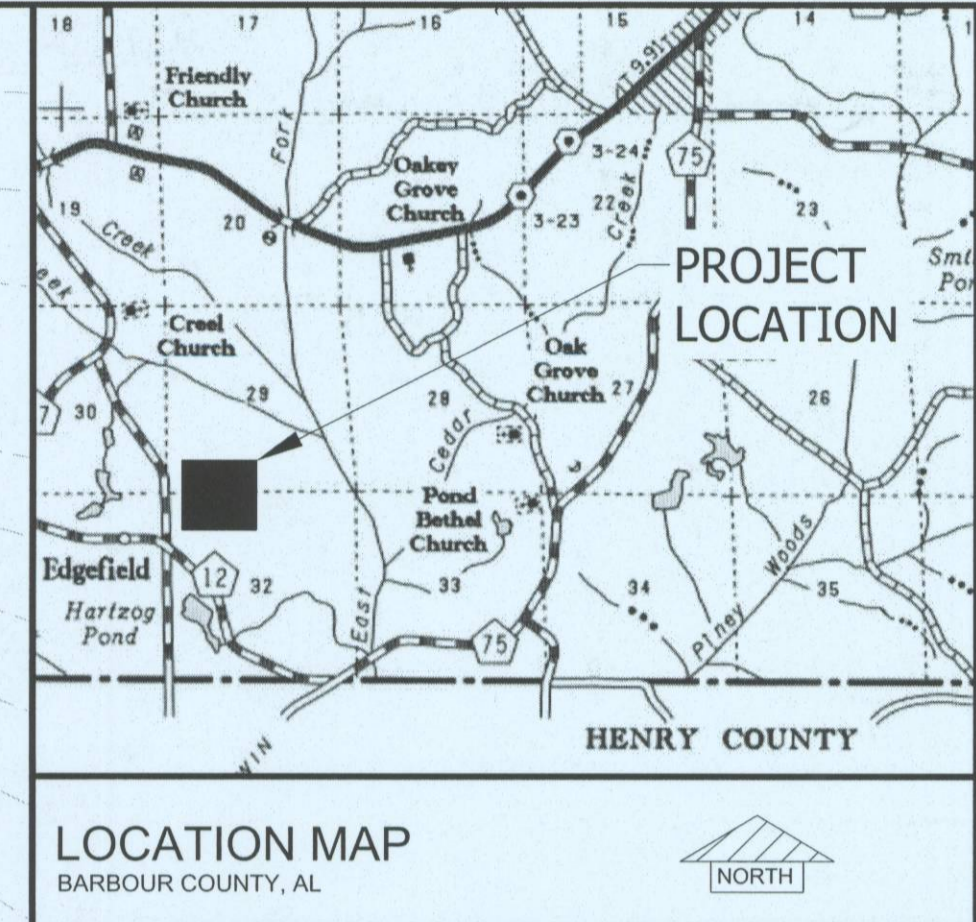 18
17
16
15
14
Friendly
Church
Fork
T 9.91
Oakey
Grove
Church
3-24
75
19
20
Creek
3-23
22
Creek
23
PROJECT
LOCATION
Creel
Church
Oak
Grove
Church
30
29
28
27
26
Cedar
Pond
Bethel
Church
Edgefield
Hartzog
Pond
12
32
East
33
34
Piney Woods
35
75
HENRY COUNTY
LOCATION MAP
BARBOUR COUNTY, AL
NORTH